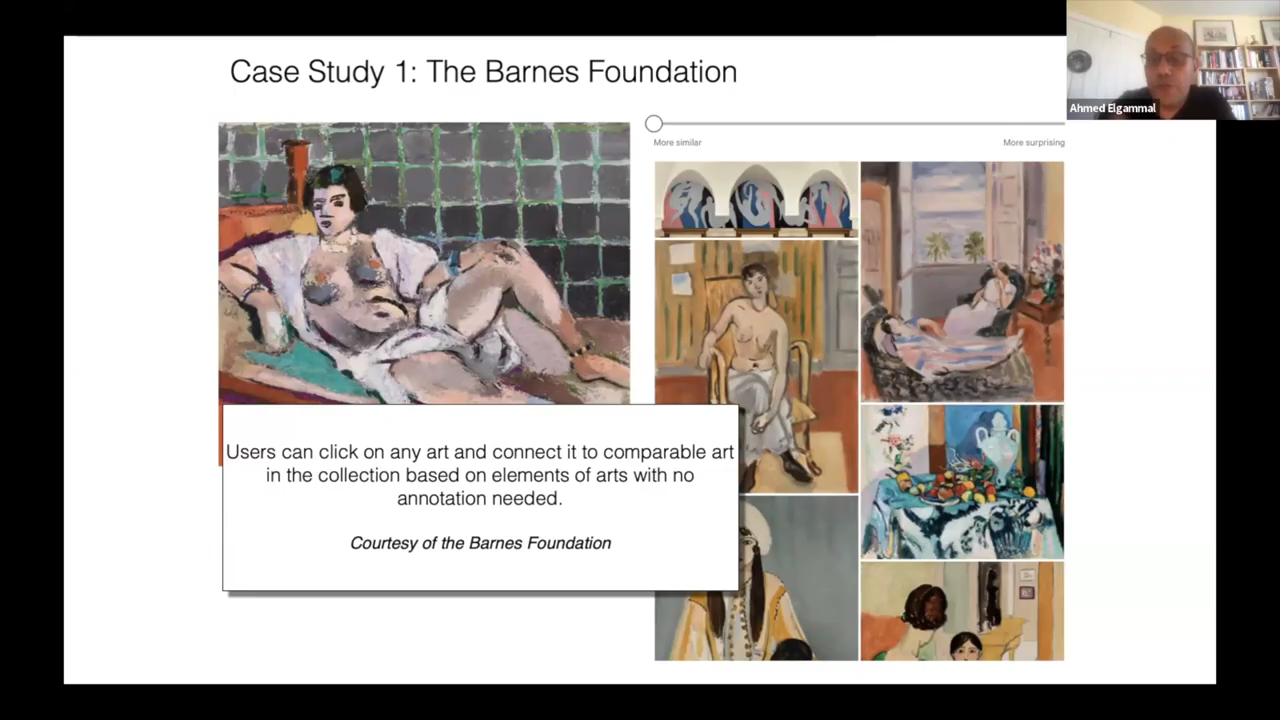 Case Study 1: The Barnes Foundation
Ahmed Elgammal
More similar
More surprising
Users can click on any art and connect it to comparable art
in the collection based on elements of arts with no
annotation needed.
Courtesy of the Barnes Foundation